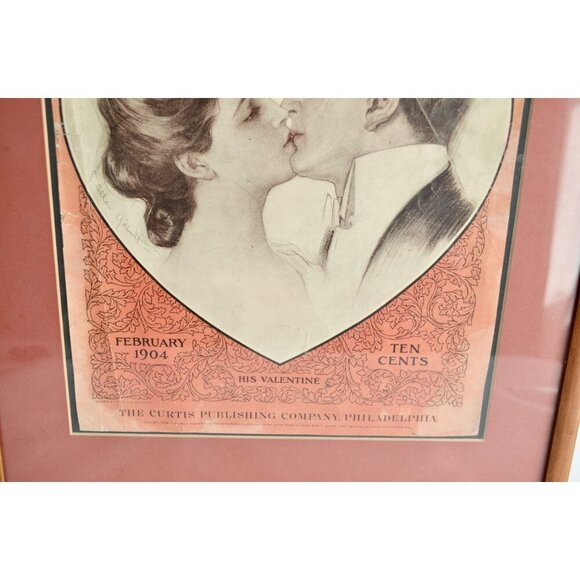 FEBRUARY
1904
TEN
CENTS
HIS VALENTINE
THE CURTIS PUBLISHING COMPANY, PHILADELPHIA